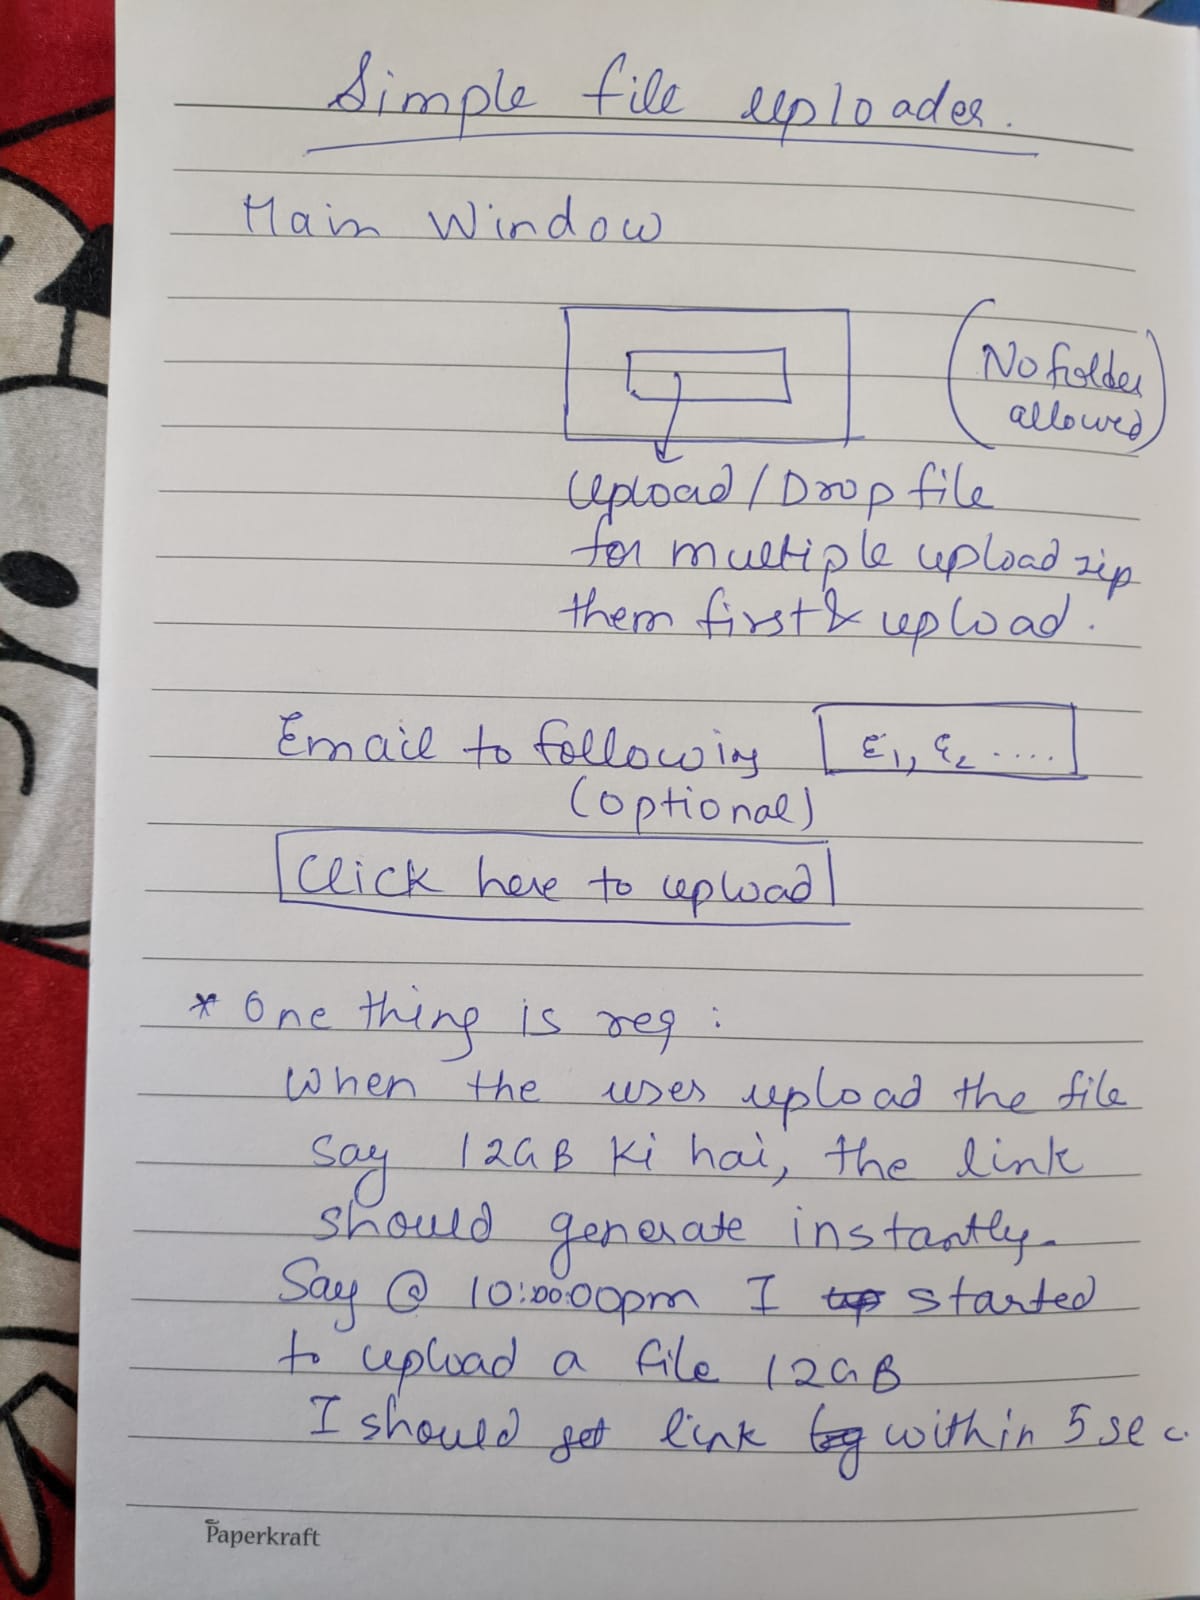 Simple file uploader.
Main Window
(No folder
allowed)
Upload/Drop file
for multiple upload zip
them first & upload.
Email to following E1, E2 .....
(optional)
Click here to upload
* One thing is req :
When the user upload the file
say 12GB ki hai, the link
should generate instantly.
Say @ 10:00:00pm I started
to upload a file 12GB
I should get link within 5 sec.
Paperkraft